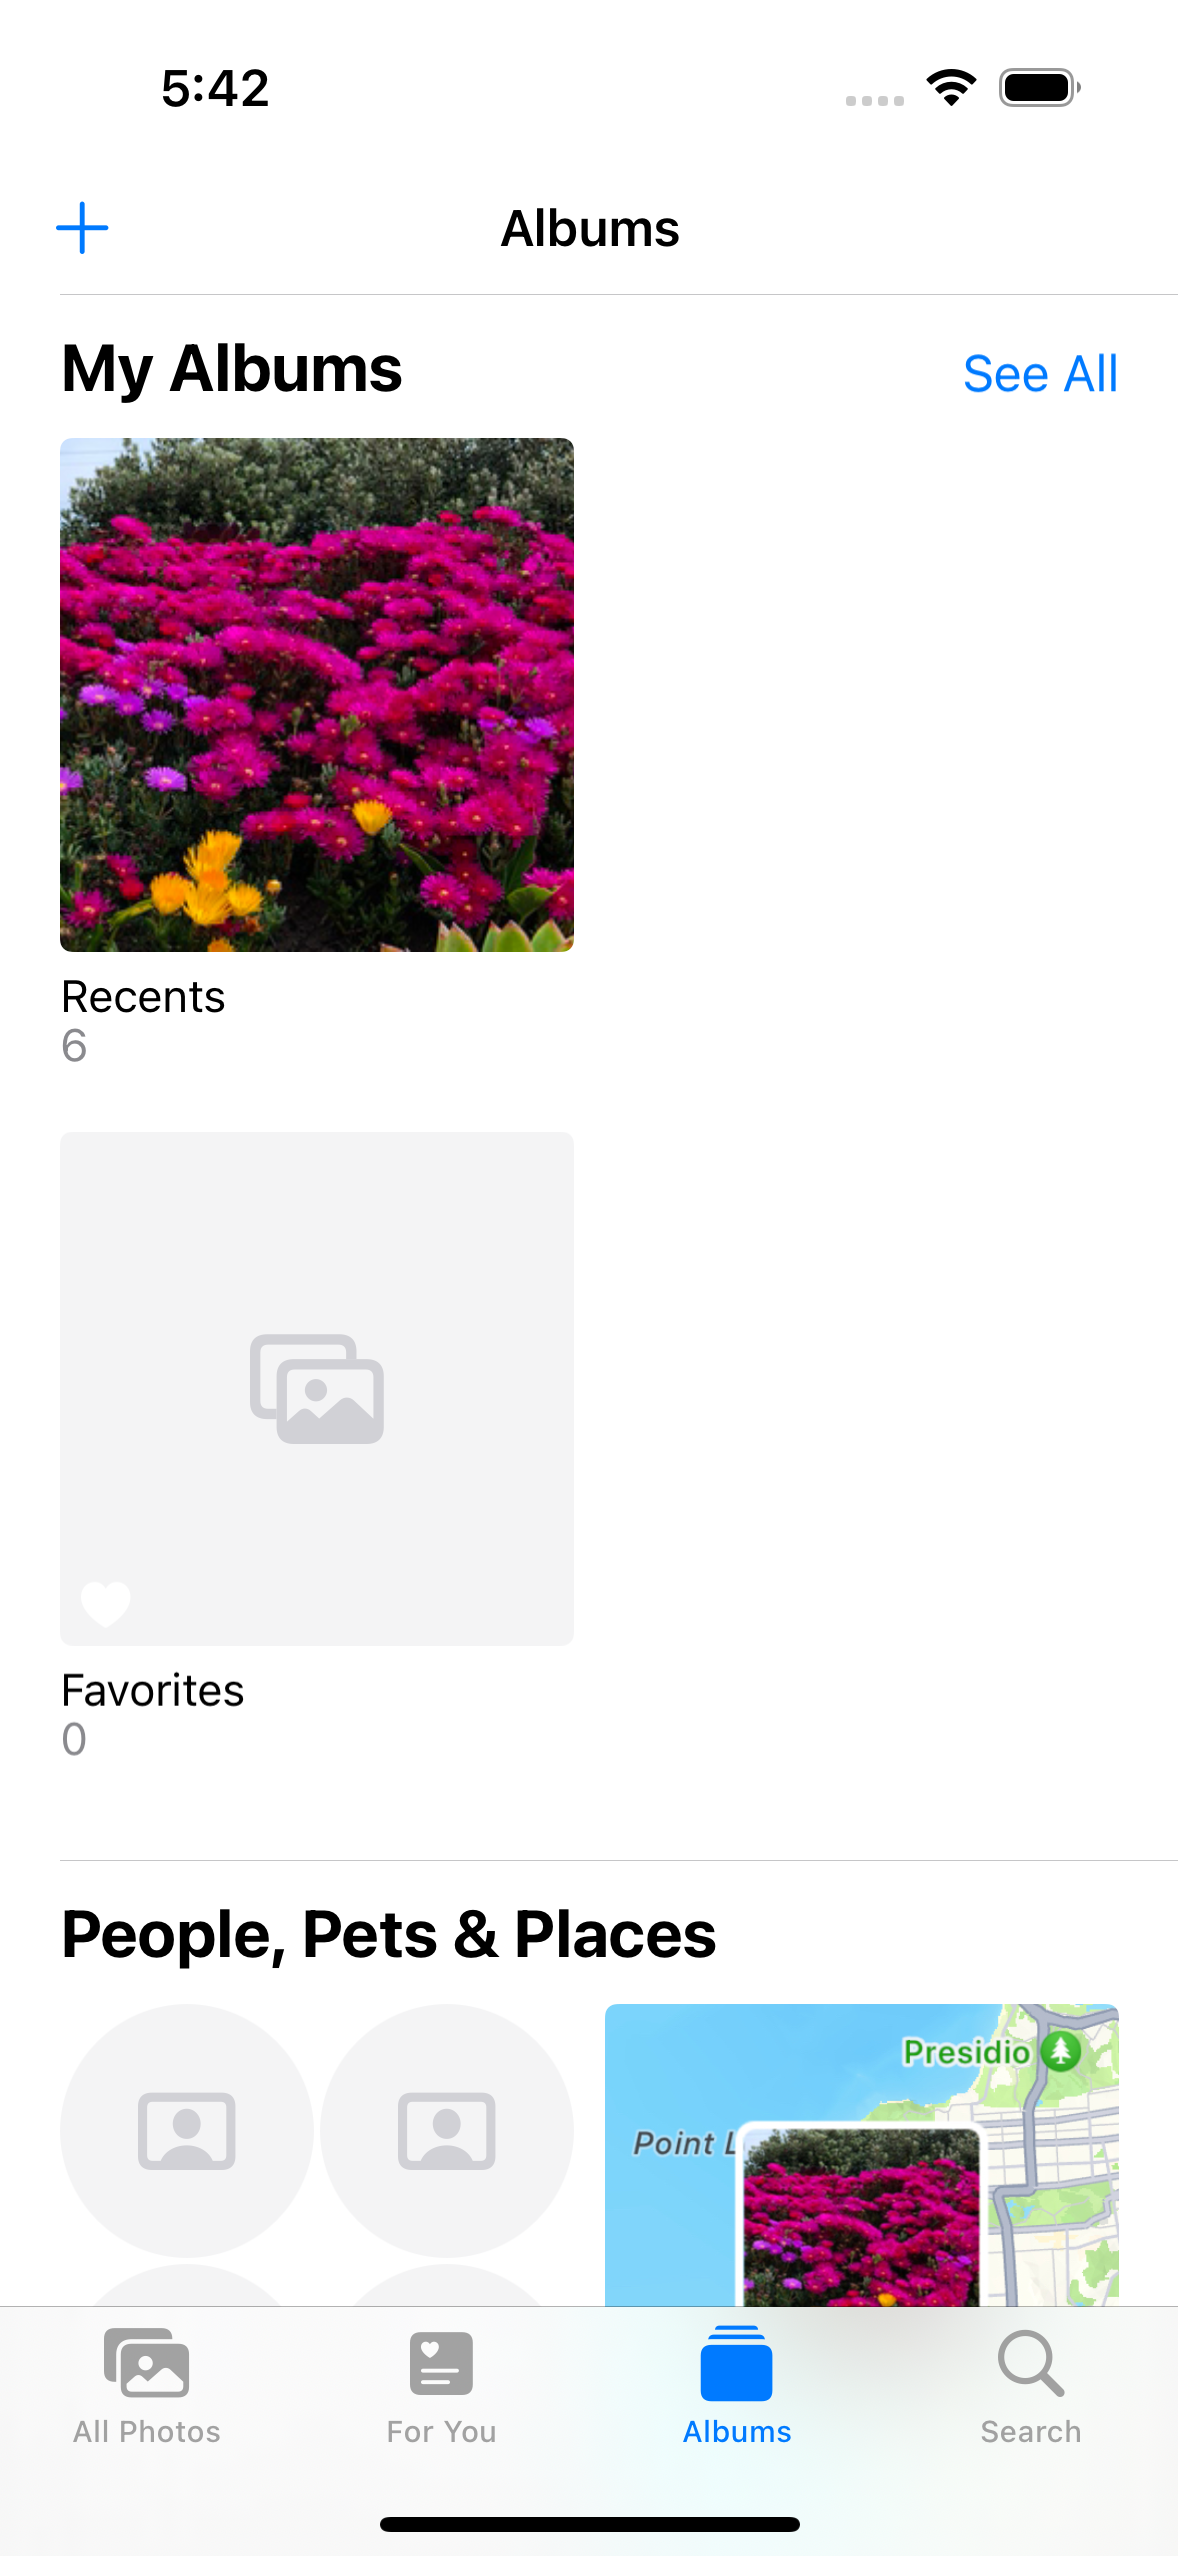 5:42
Albums
My Albums
See All
Recents
6
Favorites
0
People, Pets & Places
Presidio
Point L
All Photos
For You
Albums
Search